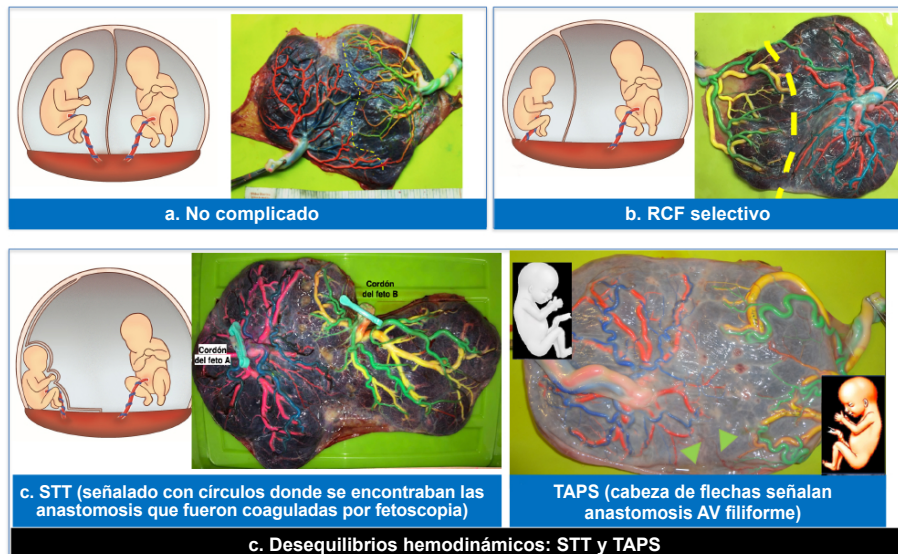 a. No complicado
b. RCF selectivo
Cordón
del feto B
Cordón
del feto A
c. STT (señalado con círculos donde se encontraban las
anastomosis que fueron coaguladas por fetoscopia)
TAPS (cabeza de flechas señalan
anastomosis AV filiforme)
c. Desequilibrios hemodinámicos: STT y TAPS